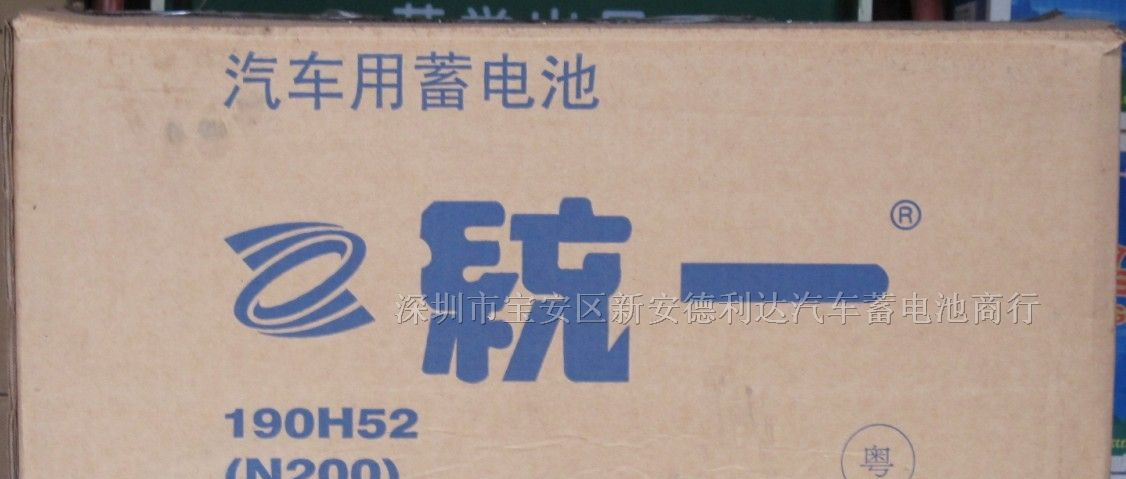 汽车用蓄电池
統一®
深圳市宝安区新安德利达汽车蓄电池商行
190H52
(N200)
粤